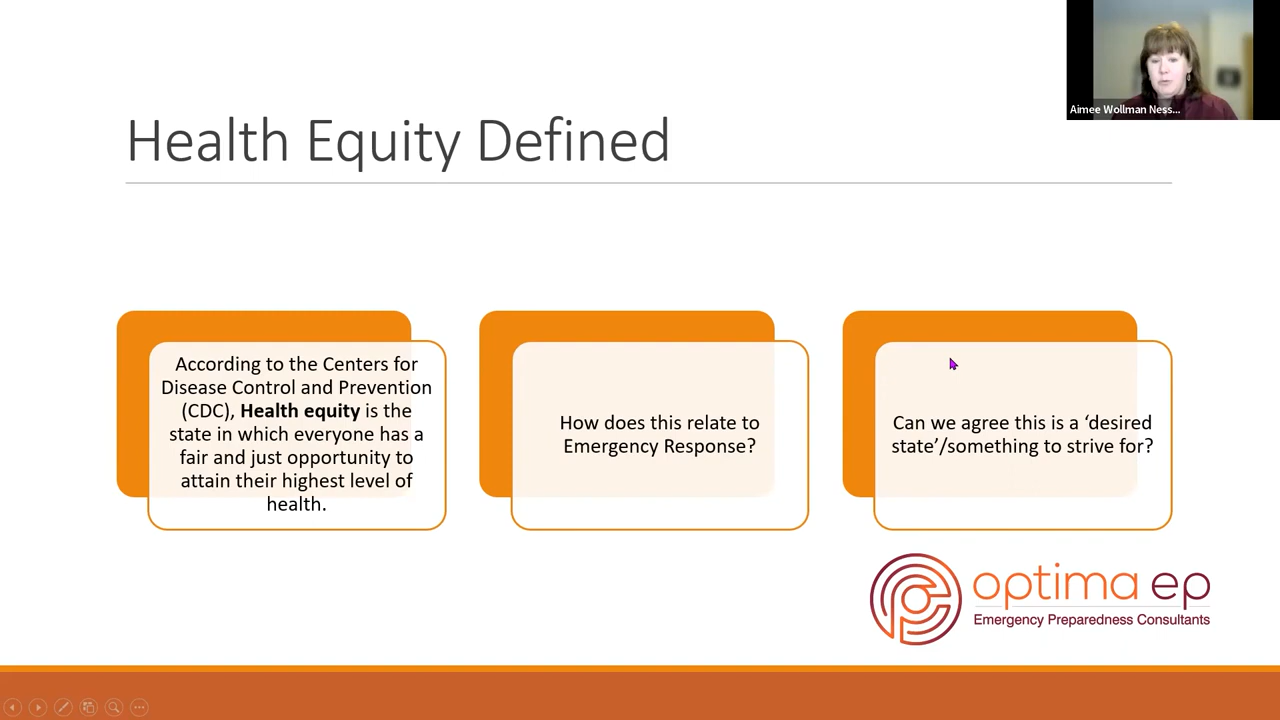 Aimee Wollman Ness...
Health Equity Defined
According to the Centers for
Disease Control and Prevention
(CDC), Health equity is the
state in which everyone has a
fair and just opportunity to
attain their highest level of
health.
How does this relate to
Emergency Response?
Can we agree this is a ‘desired
state’/something to strive for?
optima ep
Emergency Preparedness Consultants